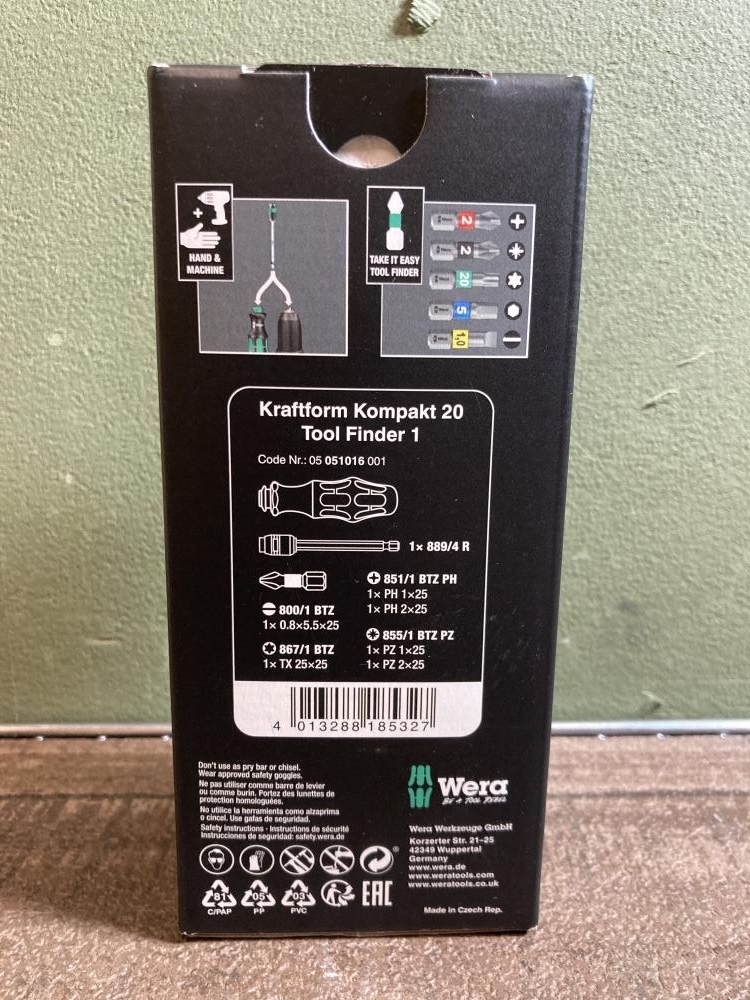 HAND &
MACHINE
TAKE IT EASY
TOOL FINDER
2
2
20
5
1,0
Kraftform Kompakt 20
Tool Finder 1
Code Nr.: 05 051016 001
1× 889/4 R
800/1 BTZ
1× 0.8×5.5×25
867/1 BTZ
1× TX 25×25
851/1 BTZ PH
1× PH 1×25
1× PH 2×25
855/1 BTZ PZ
1× PZ 1×25
1× PZ 2×25
4 013288 185327
Don't use as pry bar or chisel.
Wear approved safety goggles.
Ne pas utiliser comme barre de levier
ou comme burin. Portez des lunettes de
protection homologuées.
No utilice la herramienta como alzaprima
o cincel. Use gafas de seguridad.
Safety instructions · Instructions de sécurité
Instrucciones de seguridad: safety.wera.de
81
C/PAP
05
PP
03
PVC
EAC
Wera
BE A TOOL REBEL
Wera Werkzeuge GmbH
Korzerter Str. 21–25
42349 Wuppertal
Germany
www.wera.de
www.weratools.com
www.weratools.co.uk
Made in Czech Rep.